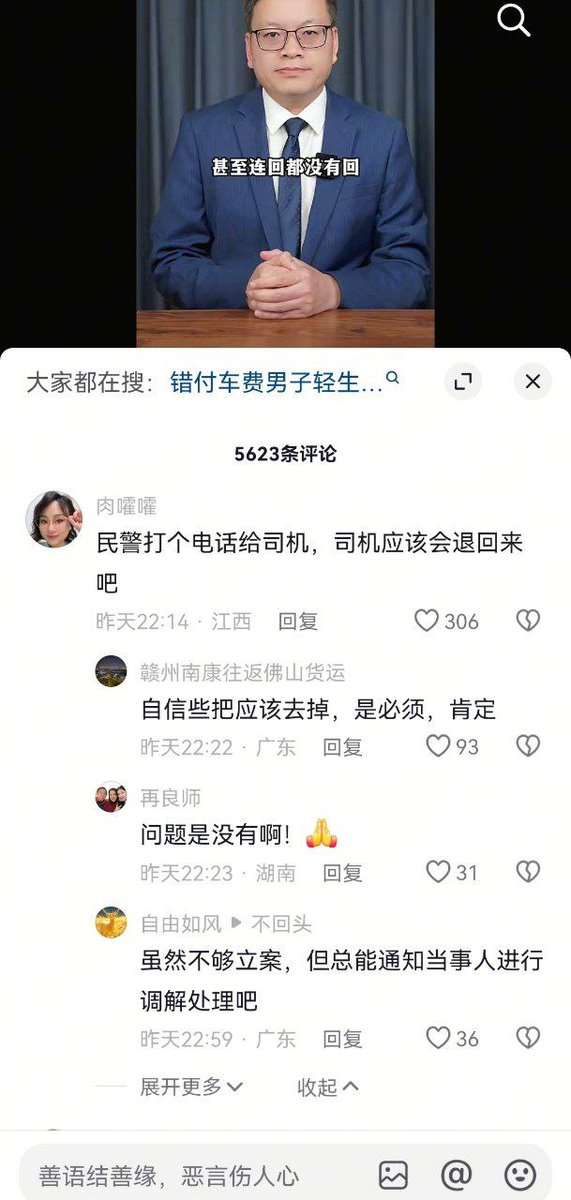 甚至连回都没有回
大家都在搜：错付车费男子轻生...
5623条评论
肉嚾嚾
民警打个电话给司机，司机应该会退回来
吧
昨天22:14 · 江西 回复 306
赣州南康往返佛山货运
自信些把应该去掉，是必须，肯定
昨天22:22 · 广东 回复 93
再良师
问题是没有啊！🙏
昨天22:23 · 湖南 回复 31
自由如风 ▶ 不回头
虽然不够立案，但总能通知当事人进行
调解处理吧
昨天22:59 · 广东 回复 36
展开更多 收起
善语结善缘，恶言伤人心